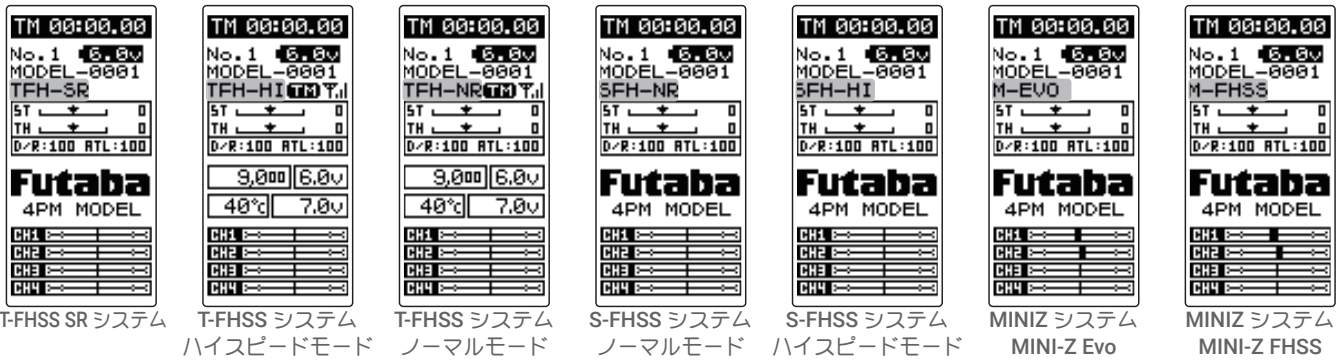 TM 00:00.00
No.1 6.0v
MODEL-0001
TFH-SR
ST 0
TH 0
D/R:100 ATL:100
Futaba
4PM MODEL
CH1
CH2
CH3
CH4
T-FHSS SR システム
TM 00:00.00
No.1 6.0v
MODEL-0001
TFH-HI TM
ST 0
TH 0
D/R:100 ATL:100
9,000 6.0v
40℃ 7.0v
CH1
CH2
CH3
CH4
T-FHSS システム
ハイスピードモード
TM 00:00.00
No.1 6.0v
MODEL-0001
TFH-NR TM
ST 0
TH 0
D/R:100 ATL:100
9,000 6.0v
40℃ 7.0v
CH1
CH2
CH3
CH4
T-FHSS システム
ノーマルモード
TM 00:00.00
No.1 6.0v
MODEL-0001
SFH-NR
ST 0
TH 0
D/R:100 ATL:100
Futaba
4PM MODEL
CH1
CH2
CH3
CH4
S-FHSS システム
ノーマルモード
TM 00:00.00
No.1 6.0v
MODEL-0001
SFH-HI
ST 0
TH 0
D/R:100 ATL:100
Futaba
4PM MODEL
CH1
CH2
CH3
CH4
S-FHSS システム
ハイスピードモード
TM 00:00.00
No.1 6.0v
MODEL-0001
M-EVO
ST 0
TH 0
D/R:100 ATL:100
Futaba
4PM MODEL
CH1
CH2
CH3
CH4
MINIZ システム
MINI-Z Evo
TM 00:00.00
No.1 6.0v
MODEL-0001
M-FHSS
ST 0
TH 0
D/R:100 ATL:100
Futaba
4PM MODEL
CH1
CH2
CH3
CH4
MINIZ システム
MINI-Z FHSS